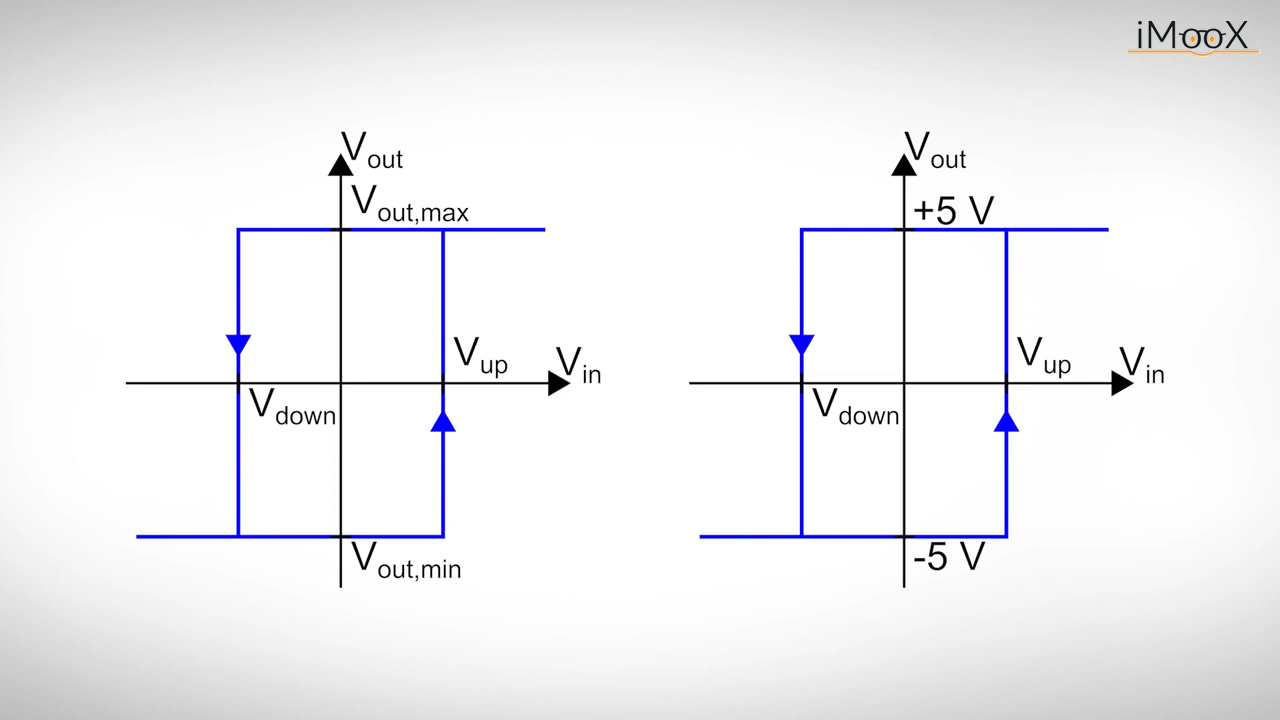 iMooX
Vout
Vout,max
Vup
Vin
Vdown
Vout,min
Vout
+5 V
Vup
Vin
Vdown
-5 V